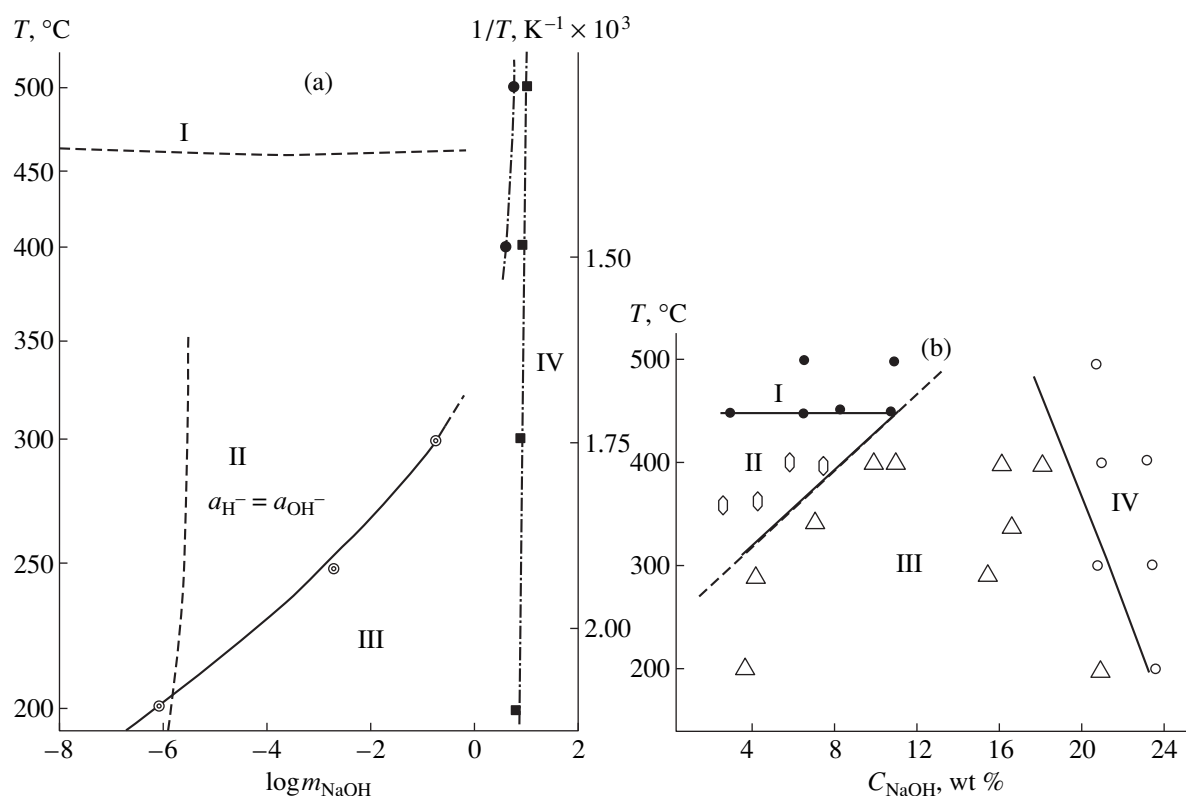 T, °C
1/T, K⁻¹ × 10³
(a)
500
I
450
400
1.50
350
IV
300
1.75
II
a_H⁻ = a_OH⁻
250
III
2.00
200
−8
−6
−4
−2
0
2
log m_NaOH
T, °C
(b)
500
I
II
400
IV
III
300
200
4
8
12
16
20
24
C_NaOH, wt %